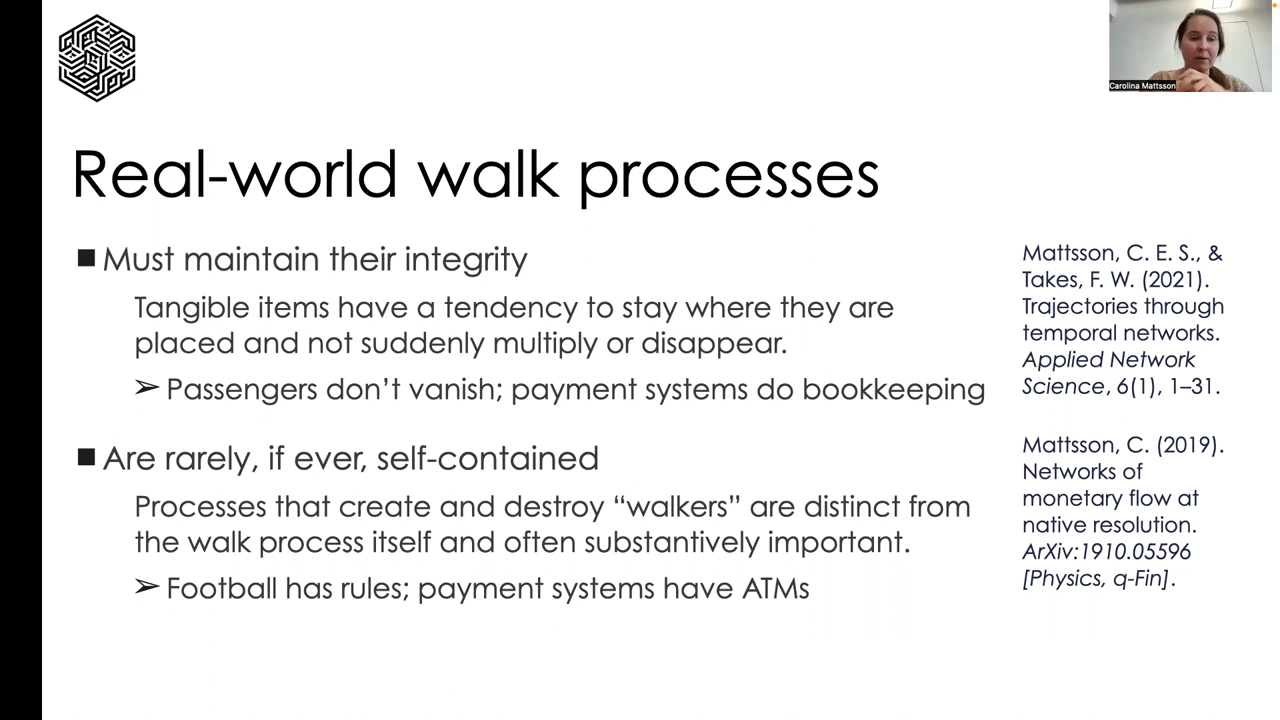 Carolina Mattsson
Real-world walk processes
■ Must maintain their integrity
Tangible items have a tendency to stay where they are
placed and not suddenly multiply or disappear.
➢ Passengers don’t vanish; payment systems do bookkeeping
■ Are rarely, if ever, self-contained
Processes that create and destroy “walkers” are distinct from
the walk process itself and often substantively important.
➢ Football has rules; payment systems have ATMs
Mattsson, C. E. S., &
Takes, F. W. (2021).
Trajectories through
temporal networks.
Applied Network
Science, 6(1), 1–31.
Mattsson, C. (2019).
Networks of
monetary flow at
native resolution.
ArXiv:1910.05596
[Physics, q-Fin].